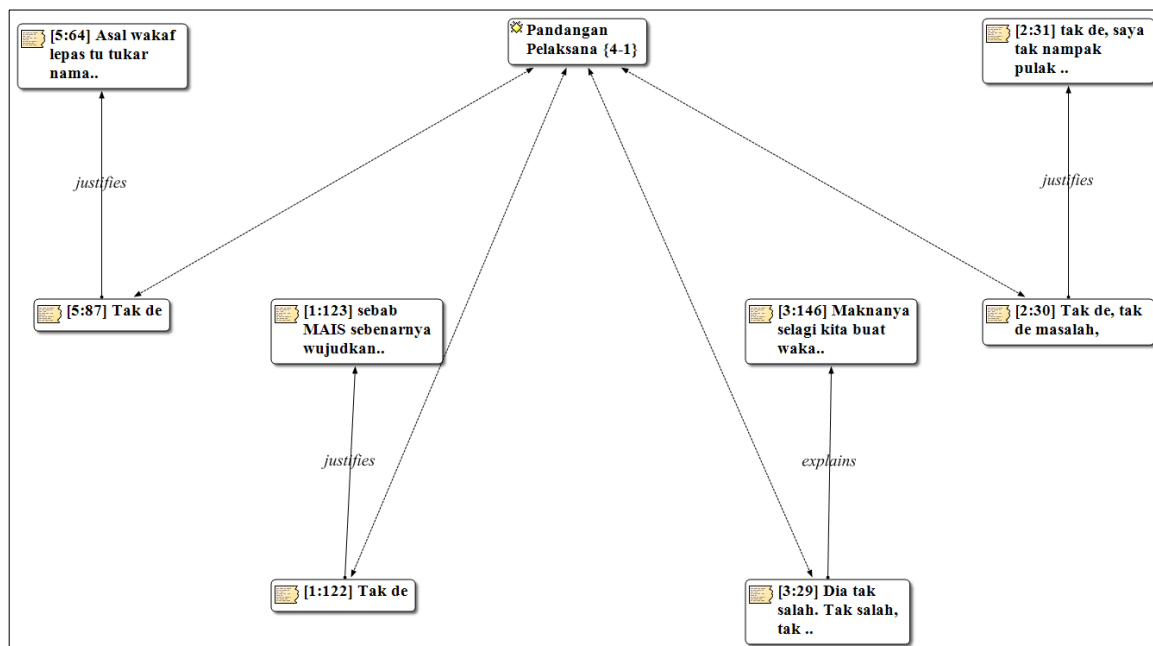 [5:64] Asal wakaf
lepas tu tukar
nama..
Pandangan
Pelaksana {4-1}
[2:31] tak de, saya
tak nampak
pulak ..
justifies
justifies
[5:87] Tak de
[1:123] sebab
MAIS sebenarnya
wujudkan..
[3:146] Maknanya
selagi kita buat
waka..
[2:30] Tak de, tak
de masalah,
justifies
explains
[1:122] Tak de
[3:29] Dia tak
salah. Tak salah,
tak ..